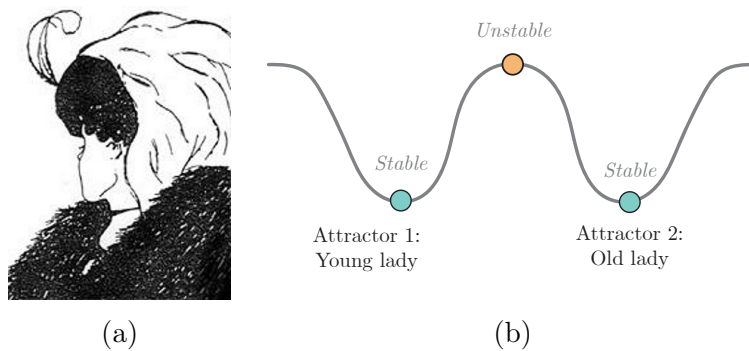 Unstable
Stable
Stable
Attractor 1:
Young lady
Attractor 2:
Old lady
(a)
(b)